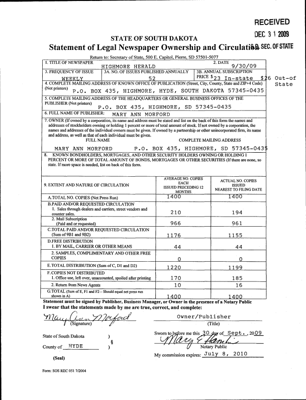 RECEIVED
DEC 31 2009
S.D. SEC. OF STATE
STATE OF SOUTH DAKOTA
Statement of Legal Newspaper Ownership and Circulation
Return to: Secretary of State, 500 E. Capitol, Pierre, SD 57501-5077
1. TITLE OF NEWSPAPER
HIGHMORE HERALD
2. DATE
9/30/09
3. FREQUENCY OF ISSUE
WEEKLY
3A. NO. OF ISSUES PUBLISHED ANNUALLY
52
3B. ANNUAL SUBSCRIPTION
PRICE $23 In-state $26 Out-of
State
4. COMPLETE MAILING ADDRESS OF KNOWN OFFICE OF PUBLICATION (Street, City, County, State and ZIP+4 Code)
(Not printers)
P.O. BOX 435, HIGHMORE, HYDE, SOUTH DAKOTA 57345-0435
5. COMPLETE MAILING ADDRESS OF THE HEADQUARTERS OR GENERAL BUSINESS OFFICES OF THE
PUBLISHER (Not printers)
P.O. BOX 435, HIGHMORE, SD 57345-0435
6. FULL NAME OF PUBLISHER:
MARY ANN MORFORD
7. OWNER (If owned by a corporation, its name and address must be stated and list on the back of this form the names and
addresses of stockholders owning or holding 1 percent or more of total amount of stock. If not owned by a corporation, the
names and addresses of the individual owners must be given. If owned by a partnership or other unincorporated firm, its name
and address, as well as that of each individual must be given.
FULL NAME
COMPLETE MAILING ADDRESS
MARY ANN MORFORD
P.O. BOX 435, HIGHMORE, SD 57345-0435
8. KNOWN BONDHOLDERS, MORTGAGES, AND OTHER SECURITY HOLDERS OWNING OR HOLDING 1
PERCENT OR MORE OF TOTAL AMOUNT OF BONDS, MORTGAGES OR OTHER SECURITIES (If there are none, so
state. If more space is needed, list on back of this form.
9. EXTENT AND NATURE OF CIRCULATION
AVERAGE NO. COPIES
EACH
ISSUED PRECEDING 12
MONTHS
ACTUAL NO. COPIES
ISSUED
NEAREST TO FILING DATE
A. TOTAL NO. COPIES (Net Press Run)
1400
1400
B. PAID AND/OR REQUESTED CIRCULATION
1. Sales through dealers and carriers, street vendors and
counter sales.
210
194
2. Mail Subscription
(Paid and or requested)
966
961
C. TOTAL PAID AND/OR REQUESTED CIRCULATION
(Sum of 9B1 and 9B2)
1176
1155
D. FREE DISTRIBUTION
1. BY MAIL, CARRIER OR OTHER MEANS
44
44
2. SAMPLES, COMPLIMENTARY AND OTHER FREE
COPIES
0
0
E. TOTAL DISTRIBUTION (Sum of C, D1 and D2)
1220
1199
F. COPIES NOT DISTRIBUTED
1. Office use, left over, unaccounted, spoiled after printing
170
185
2. Return from News Agents
10
16
G. TOTAL (Sum of E, F1 and F2 - Should equal net press run
shown in A)
1400
1400
Statement must be signed by Publisher, Business Manager, or Owner in the presence of a Notary Public
I swear that the statements made by me are true, correct, and complete:
Mary Ann Morford
(Signature)
Owner/Publisher
(Title)
State of South Dakota
)
)
County of HYDE
)
Sworn to before me this 30 day of Sept., 2009
Notary Public
(Seal)
My commission expires: July 8, 2010
Form: SOS REC 051 7/2004